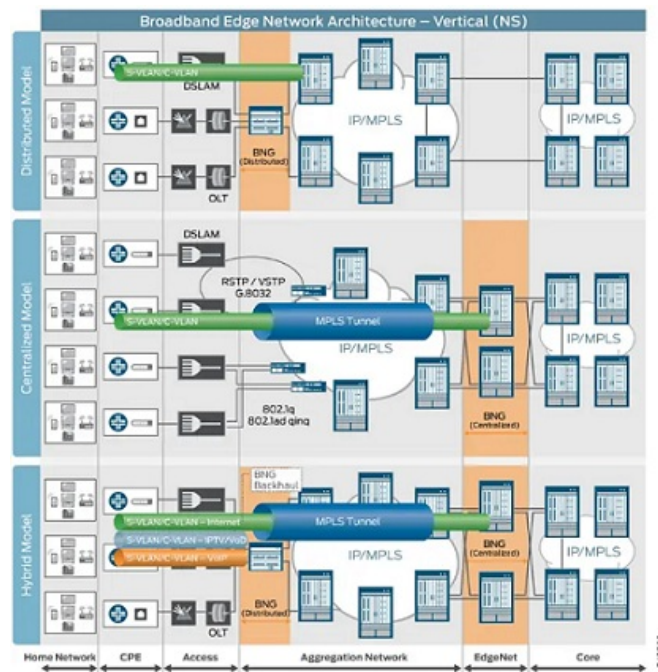 Broadband Edge Network Architecture – Vertical (NS)
Distributed Model
S-VLAN/C-VLAN
DSLAM
BNG
(Distributed)
OLT
IP/MPLS
IP/MPLS
Centralized Model
DSLAM
RSTP / VSTP
G.8032
S-VLAN/C-VLAN
MPLS Tunnel
IP/MPLS
IP/MPLS
802.1q
802.1ad qinq
BNG
(Centralized)
Hybrid Model
BNG
Backhaul
S-VLAN/C-VLAN – Internet
MPLS Tunnel
S-VLAN/C-VLAN – IPTV/VoD
S-VLAN/C-VLAN – VoIP
IP/MPLS
BNG
(Centralized)
IP/MPLS
BNG
(Distributed)
OLT
Home Network
CPE
Access
Aggregation Network
EdgeNet
Core